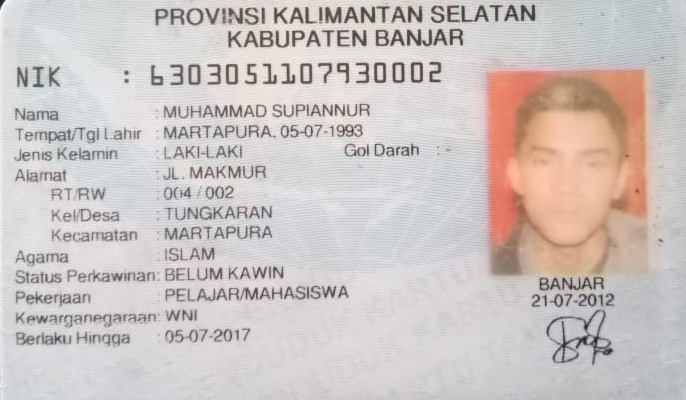 PROVINSI KALIMANTAN SELATAN
KABUPATEN BANJAR
NIK : 6303051107930002
Nama : MUHAMMAD SUPIANNUR
Tempat/Tgl Lahir : MARTAPURA, 05-07-1993
Jenis Kelamin : LAKI-LAKI Gol Darah : -
Alamat : JL. MAKMUR
RT/RW : 004 / 002
Kel/Desa : TUNGKARAN
Kecamatan : MARTAPURA
Agama : ISLAM
Status Perkawinan: BELUM KAWIN
Pekerjaan : PELAJAR/MAHASISWA
Kewarganegaraan: WNI
Berlaku Hingga : 05-07-2017
BANJAR
21-07-2012